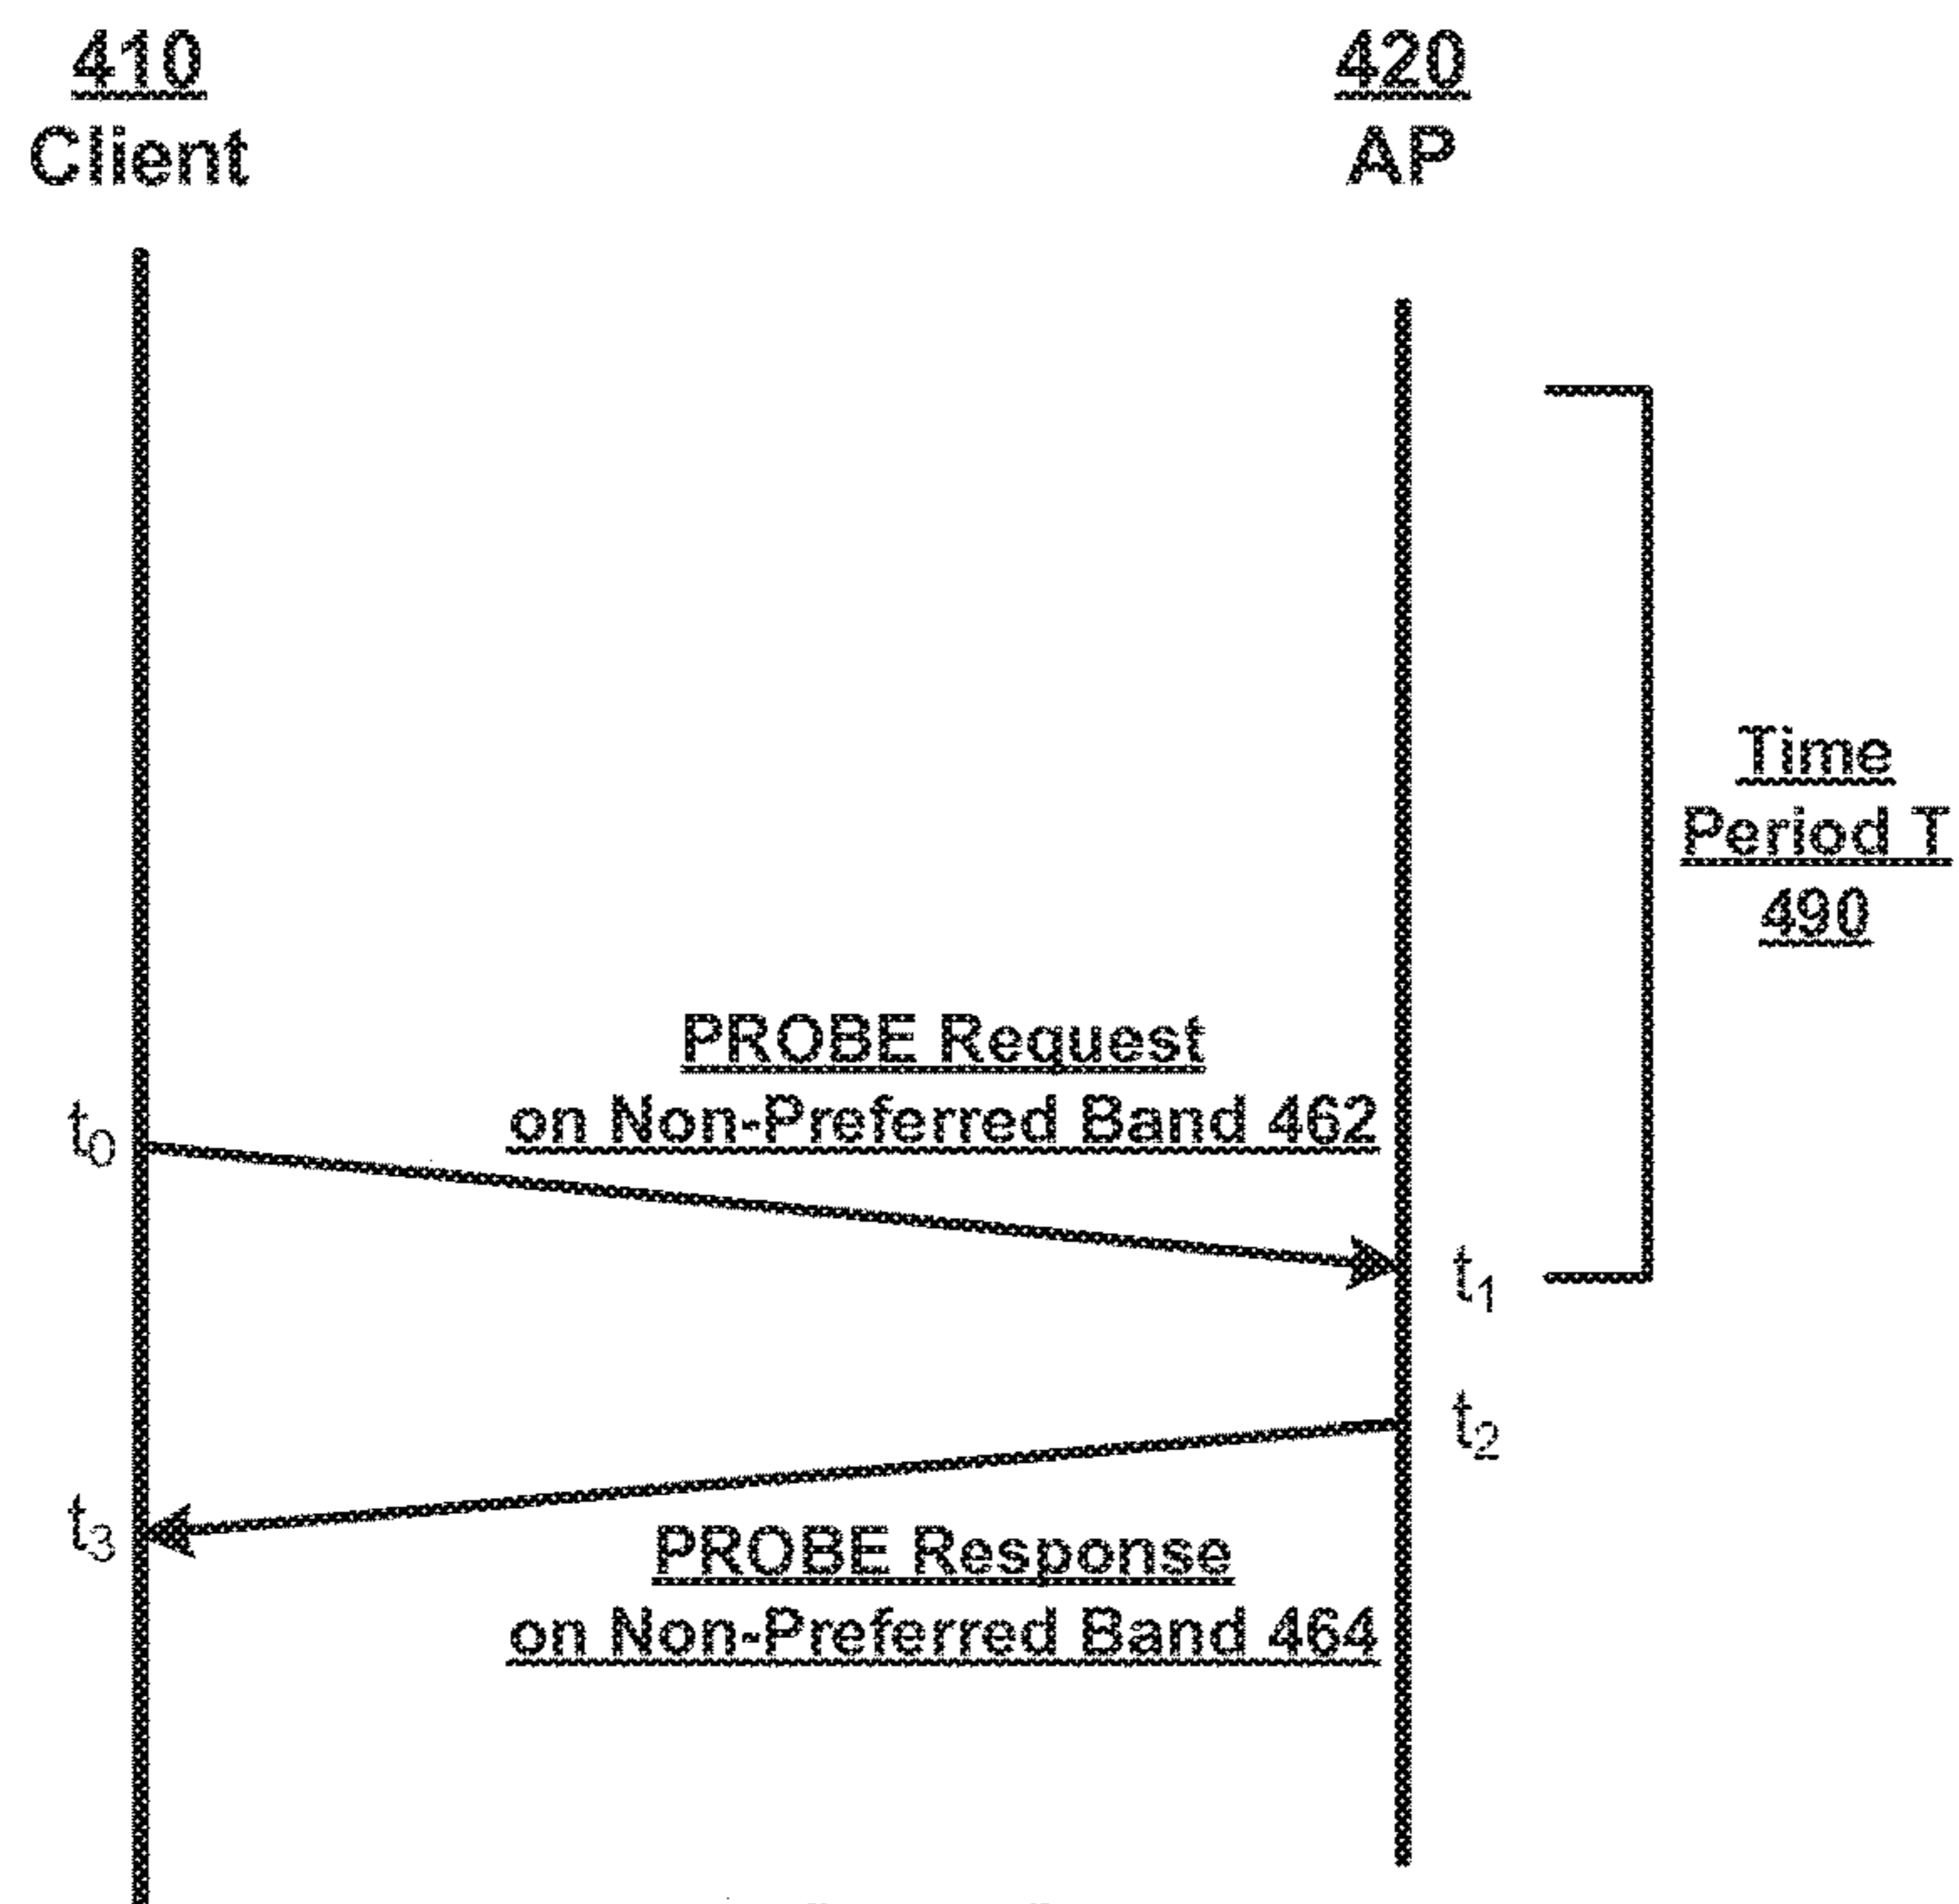 410
Client
420
AP
Time
Period T
490
PROBE Request
on Non-Preferred Band 462
t0
t1
t2
t3
PROBE Response
on Non-Preferred Band 464